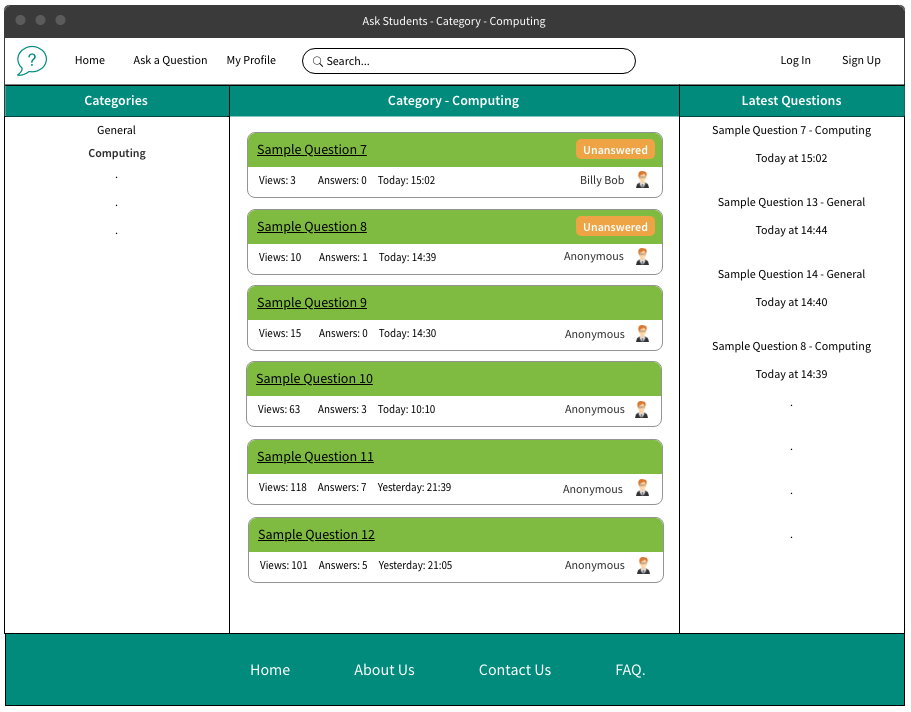 Ask Students - Category - Computing
?
Home Ask a Question My Profile Search... Log In Sign Up
Categories
General
Computing
.
.
.
Category - Computing
Sample Question 7 Unanswered
Views: 3 Answers: 0 Today: 15:02 Billy Bob
Sample Question 8 Unanswered
Views: 10 Answers: 1 Today: 14:39 Anonymous
Sample Question 9
Views: 15 Answers: 0 Today: 14:30 Anonymous
Sample Question 10
Views: 63 Answers: 3 Today: 10:10 Anonymous
Sample Question 11
Views: 118 Answers: 7 Yesterday: 21:39 Anonymous
Sample Question 12
Views: 101 Answers: 5 Yesterday: 21:05 Anonymous
Latest Questions
Sample Question 7 - Computing
Today at 15:02
Sample Question 13 - General
Today at 14:44
Sample Question 14 - General
Today at 14:40
Sample Question 8 - Computing
Today at 14:39
.
.
.
.
Home About Us Contact Us FAQ.